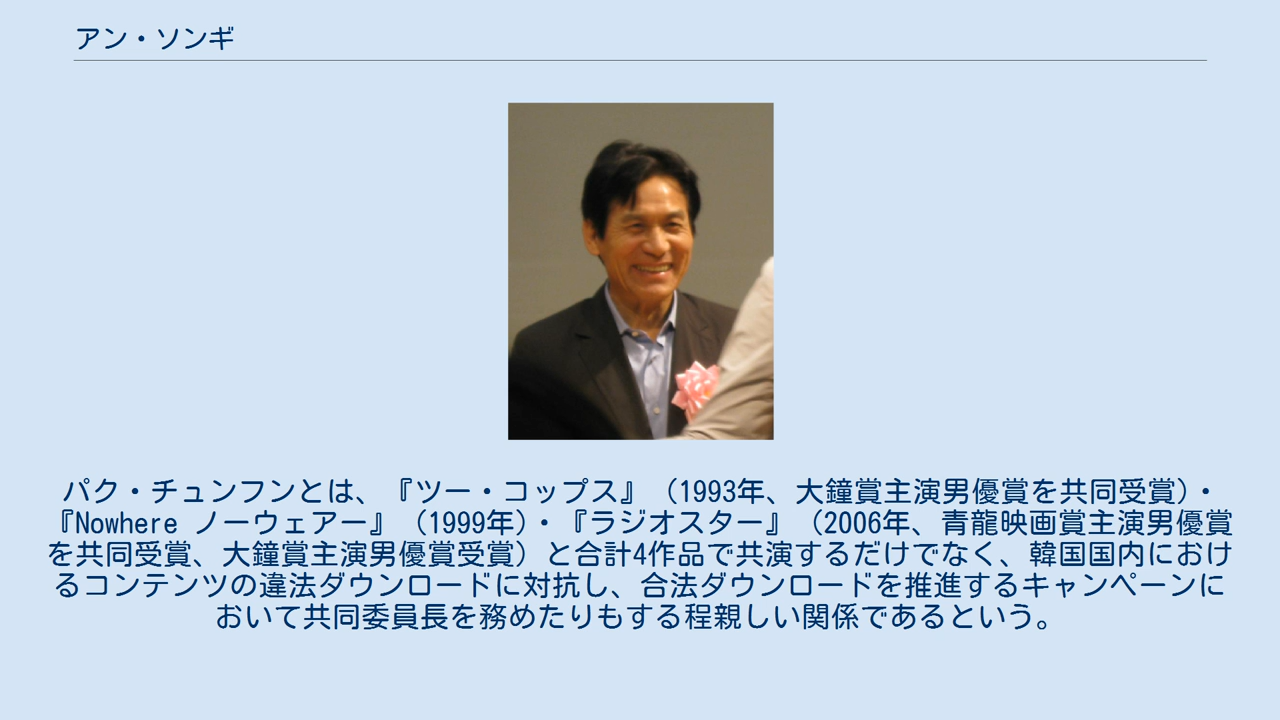 アン・ソンギ
パク・チュンフンとは、『ツー・コップス』（1993年、大鐘賞主演男優賞を共同受賞）・
『Nowhere ノーウェアー』（1999年）・『ラジオスター』（2006年、青龍映画賞主演男優賞
を共同受賞、大鐘賞主演男優賞受賞）と合計4作品で共演するだけでなく、韓国国内におけ
るコンテンツの違法ダウンロードに対抗し、合法ダウンロードを推進するキャンペーンに
おいて共同委員長を務めたりもする程親しい関係であるという。